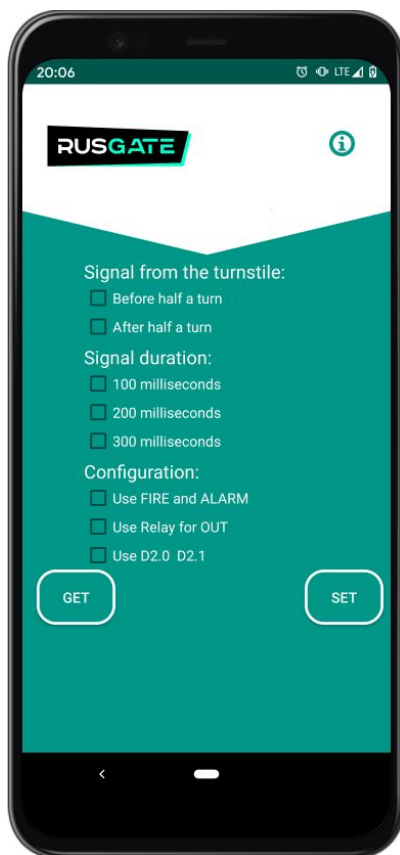 20:06
LTE
RUSGATE
Signal from the turnstile:
Before half a turn
After half a turn
Signal duration:
100 milliseconds
200 milliseconds
300 milliseconds
Configuration:
Use FIRE and ALARM
Use Relay for OUT
Use D2.0 D2.1
GET
SET